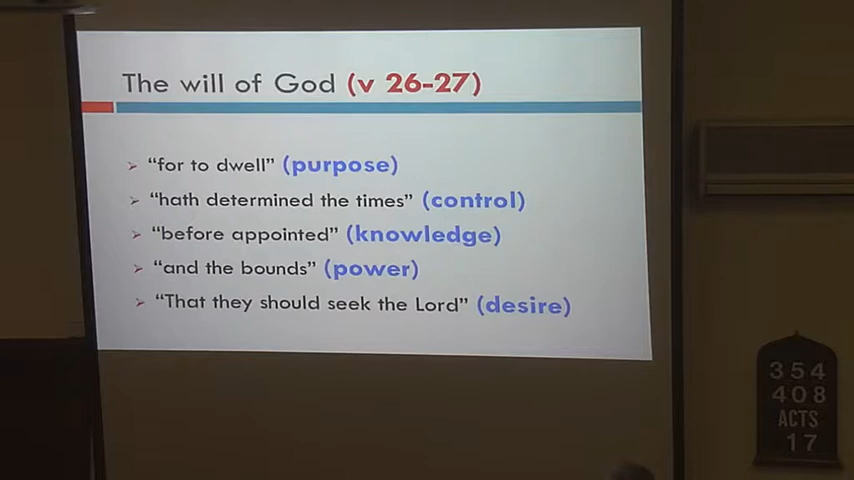 The will of God (v 26-27)
"for to dwell" (purpose)
"hath determined the times" (control)
"before appointed" (knowledge)
"and the bounds" (power)
"That they should seek the Lord" (desire)
354
408
ACTS
17